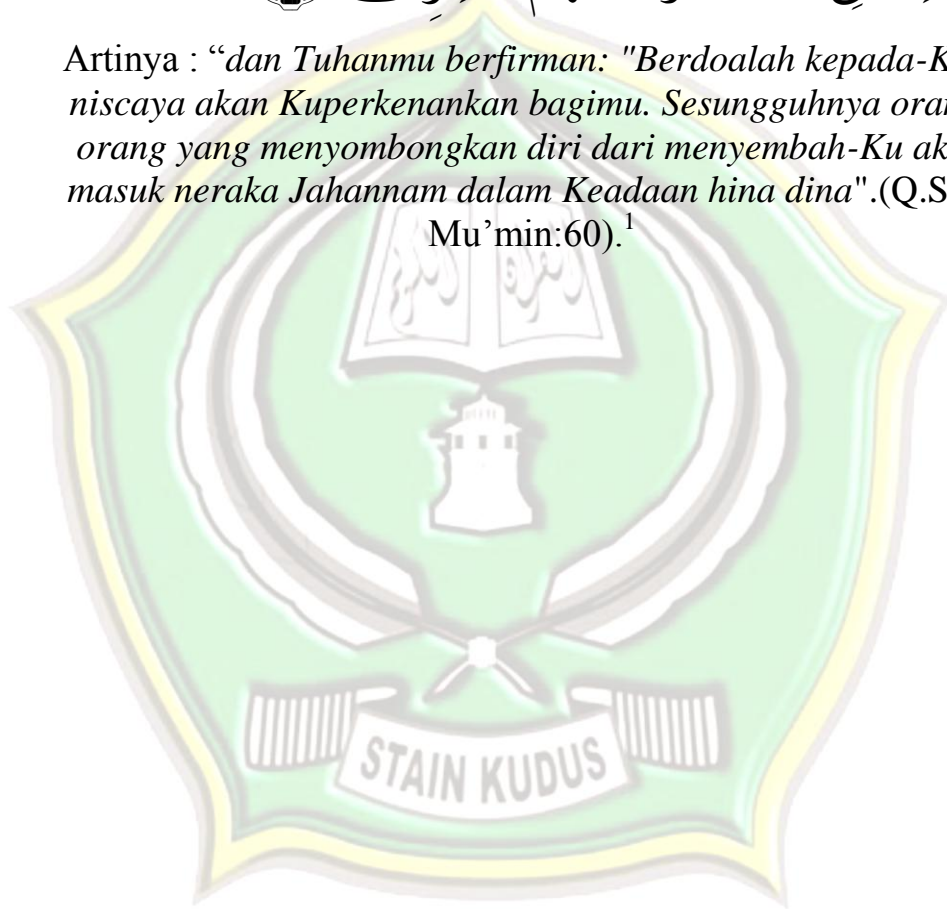 Artinya : “dan Tuhanmu berfirman: "Berdoalah kepada-K
niscaya akan Kuperkenankan bagimu. Sesungguhnya oran
orang yang menyombongkan diri dari menyembah-Ku ak
masuk neraka Jahannam dalam Keadaan hina dina".(Q.S
Mu’min:60).1
STAIN KUDUS